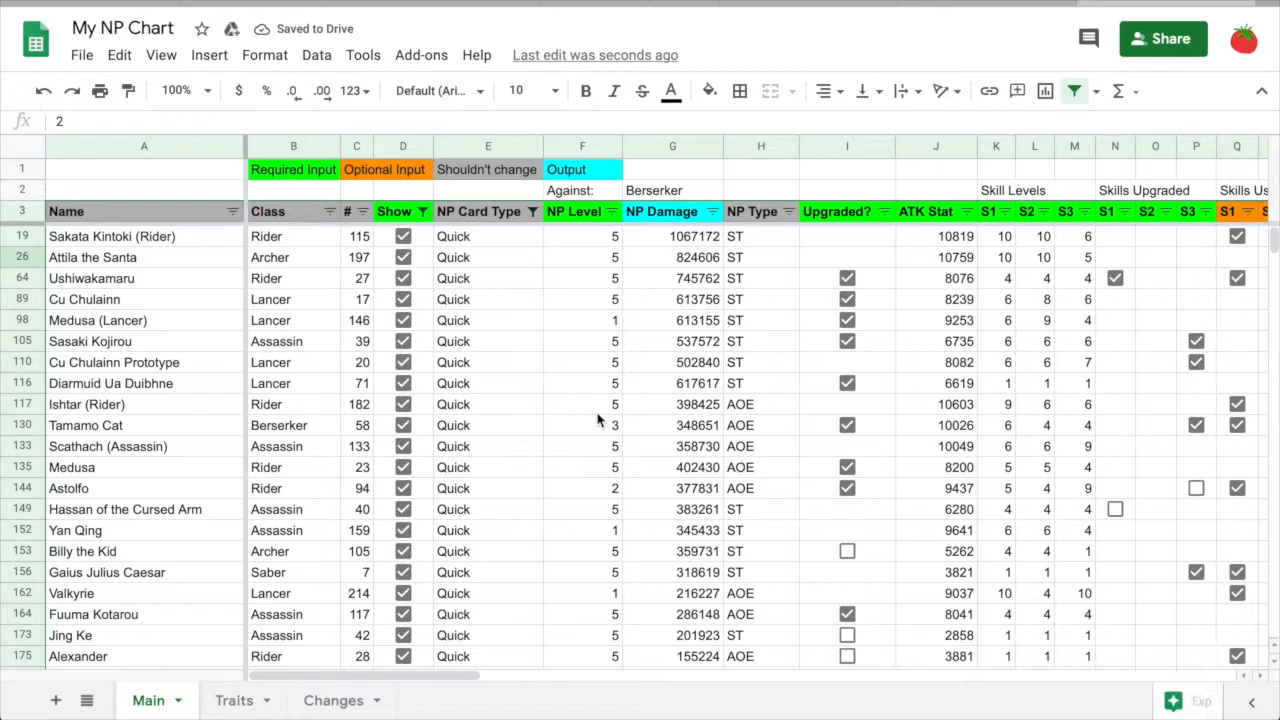 My NP Chart Saved to Drive
File Edit View Insert Format Data Tools Add-ons Help Last edit was seconds ago Share
100% $ % .0 .00 123 Default (Ari... 10 B I S A Σ
fx 2
A B C D E F G H I J K L M N O P Q
1 Required Input Optional Input Shouldn't change Output
2 Against: Berserker Skill Levels Skills Upgraded Skills Us
3 Name Class # Show NP Card Type NP Level NP Damage NP Type Upgraded? ATK Stat S1 S2 S3 S1 S2 S3 S1 S
19 Sakata Kintoki (Rider) Rider 115 Quick 5 1067172 ST 10819 10 10 6
26 Attila the Santa Archer 197 Quick 5 824606 ST 10759 10 10 5
64 Ushiwakamaru Rider 27 Quick 5 745762 ST 8076 4 4 4
89 Cu Chulainn Lancer 17 Quick 5 613756 ST 8239 6 8 6
98 Medusa (Lancer) Lancer 146 Quick 1 613155 ST 9253 6 9 4
105 Sasaki Kojirou Assassin 39 Quick 5 537572 ST 6735 6 6 6
110 Cu Chulainn Prototype Lancer 20 Quick 5 502840 ST 8082 6 6 7
116 Diarmuid Ua Duibhne Lancer 71 Quick 5 617617 ST 6619 1 1 1
117 Ishtar (Rider) Rider 182 Quick 5 398425 AOE 10603 9 6 6
130 Tamamo Cat Berserker 58 Quick 3 348651 AOE 10026 6 4 4
133 Scathach (Assassin) Assassin 133 Quick 5 358730 AOE 10049 6 6 9
135 Medusa Rider 23 Quick 5 402430 AOE 8200 5 5 4
144 Astolfo Rider 94 Quick 2 377831 AOE 9437 5 4 9
149 Hassan of the Cursed Arm Assassin 40 Quick 5 383261 ST 6280 4 4 4
152 Yan Qing Assassin 159 Quick 1 345433 ST 9641 6 6 4
153 Billy the Kid Archer 105 Quick 5 359731 ST 5262 4 4 1
156 Gaius Julius Caesar Saber 7 Quick 5 318619 ST 3821 1 1 1
162 Valkyrie Lancer 214 Quick 1 216227 AOE 9037 10 4 10
164 Fuuma Kotarou Assassin 117 Quick 5 286148 AOE 8041 4 4 4
173 Jing Ke Assassin 42 Quick 5 201923 ST 2858 1 1 1
175 Alexander Rider 28 Quick 5 155224 AOE 3881 1 1 1
Main Traits Changes Exp